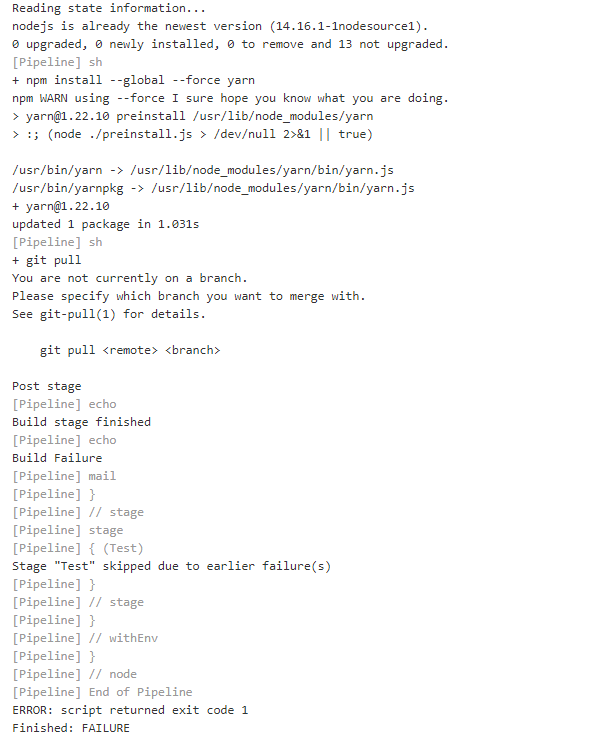 Reading state information...
nodejs is already the newest version (14.16.1-1nodesource1).
0 upgraded, 0 newly installed, 0 to remove and 13 not upgraded.
[Pipeline] sh
+ npm install --global --force yarn
npm WARN using --force I sure hope you know what you are doing.
> yarn@1.22.10 preinstall /usr/lib/node_modules/yarn
> :; (node ./preinstall.js > /dev/null 2>&1 || true)
/usr/bin/yarn -> /usr/lib/node_modules/yarn/bin/yarn.js
/usr/bin/yarnpkg -> /usr/lib/node_modules/yarn/bin/yarn.js
+ yarn@1.22.10
updated 1 package in 1.031s
[Pipeline] sh
+ git pull
You are not currently on a branch.
Please specify which branch you want to merge with.
See git-pull(1) for details.
git pull <remote> <branch>
Post stage
[Pipeline] echo
Build stage finished
[Pipeline] echo
Build Failure
[Pipeline] mail
[Pipeline] }
[Pipeline] // stage
[Pipeline] stage
[Pipeline] { (Test)
Stage "Test" skipped due to earlier failure(s)
[Pipeline] }
[Pipeline] // stage
[Pipeline] }
[Pipeline] // withEnv
[Pipeline] }
[Pipeline] // node
[Pipeline] End of Pipeline
ERROR: script returned exit code 1
Finished: FAILURE